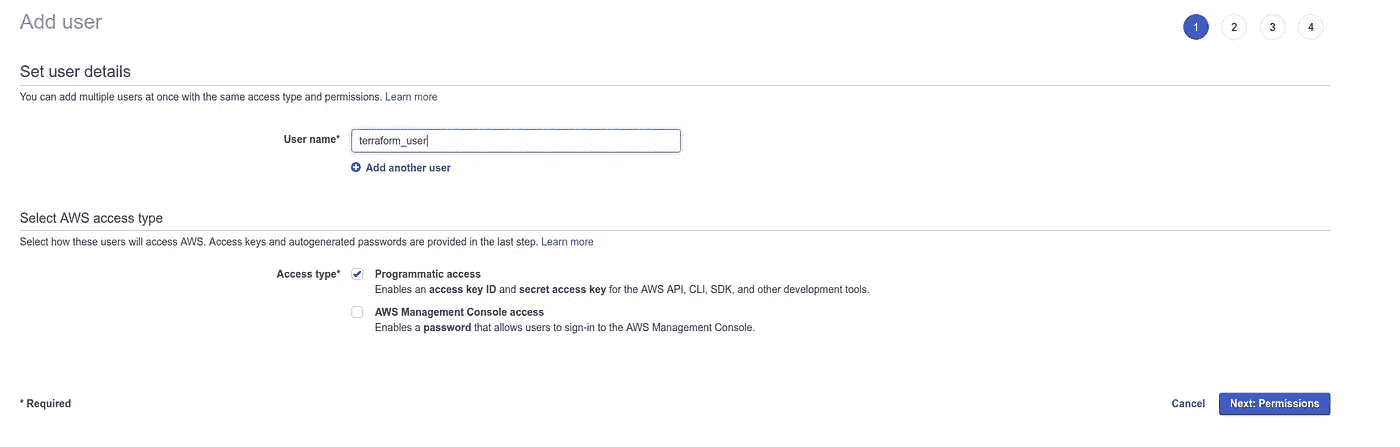 Add user
1 2 3 4
Set user details
You can add multiple users at once with the same access type and permissions. Learn more
User name* terraform_user
Add another user
Select AWS access type
Select how these users will access AWS. Access keys and autogenerated passwords are provided in the last step. Learn more
Access type* Programmatic access
Enables an access key ID and secret access key for the AWS API, CLI, SDK, and other development tools.
AWS Management Console access
Enables a password that allows users to sign-in to the AWS Management Console.
* Required Cancel Next: Permissions